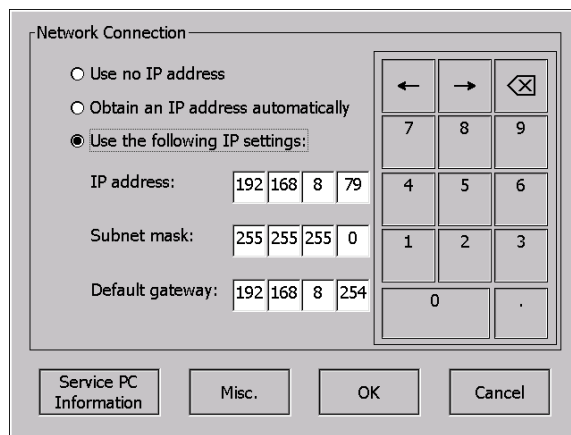 Network Connection
Use no IP address
Obtain an IP address automatically
Use the following IP settings:
IP address: 192 168 8 79
Subnet mask: 255 255 255 0
Default gateway: 192 168 8 254
← → ⌫
7 8 9
4 5 6
1 2 3
0 .
Service PC
Information
Misc.
OK
Cancel